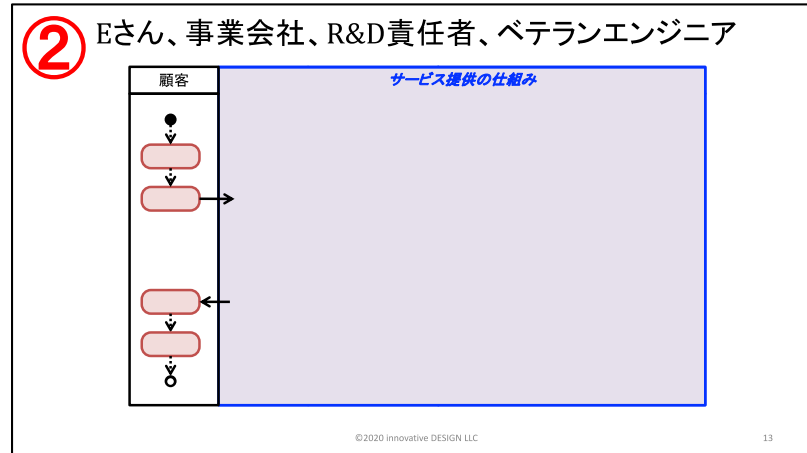 ② Eさん、事業会社、R&D責任者、ベテランエンジニア
顧客
サービス提供の仕組み
©2020 innovative DESIGN LLC
13